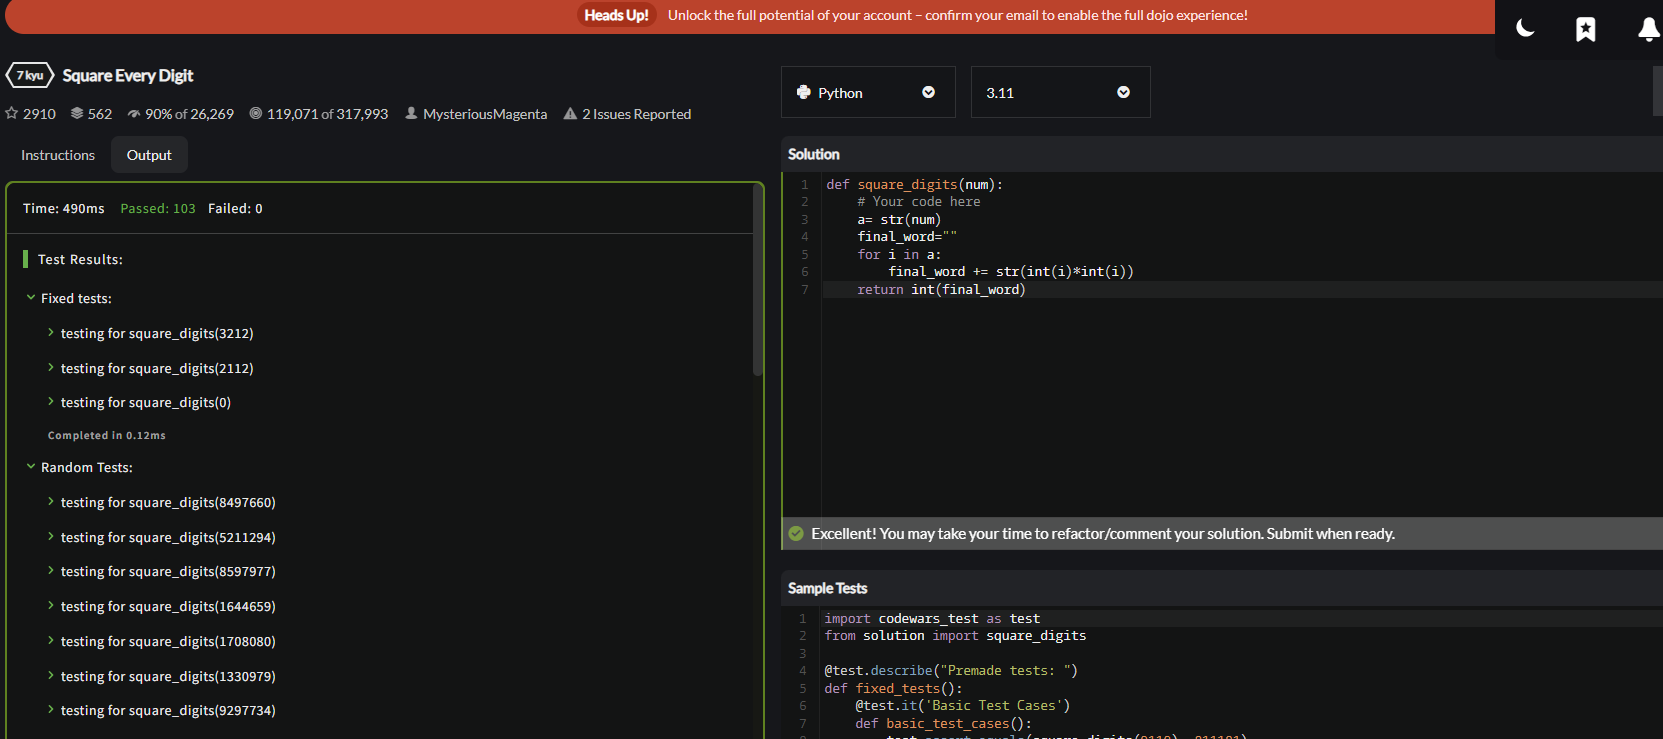 Heads Up! Unlock the full potential of your account – confirm your email to enable the full dojo experience!
7 kyu Square Every Digit
2910 562 90% of 26,269 119,071 of 317,993 MysteriousMagenta 2 Issues Reported
Instructions Output
Time: 490ms Passed: 103 Failed: 0
Test Results:
Fixed tests:
testing for square_digits(3212)
testing for square_digits(2112)
testing for square_digits(0)
Completed in 0.12ms
Random Tests:
testing for square_digits(8497660)
testing for square_digits(5211294)
testing for square_digits(8597977)
testing for square_digits(1644659)
testing for square_digits(1708080)
testing for square_digits(1330979)
testing for square_digits(9297734)
Python 3.11
Solution
1 def square_digits(num):
2 # Your code here
3 a= str(num)
4 final_word=""
5 for i in a:
6 final_word += str(int(i)*int(i))
7 return int(final_word)
Excellent! You may take your time to refactor/comment your solution. Submit when ready.
Sample Tests
1 import codewars_test as test
2 from solution import square_digits
3
4 @test.describe("Premade tests: ")
5 def fixed_tests():
6 @test.it('Basic Test Cases')
7 def basic_test_cases():